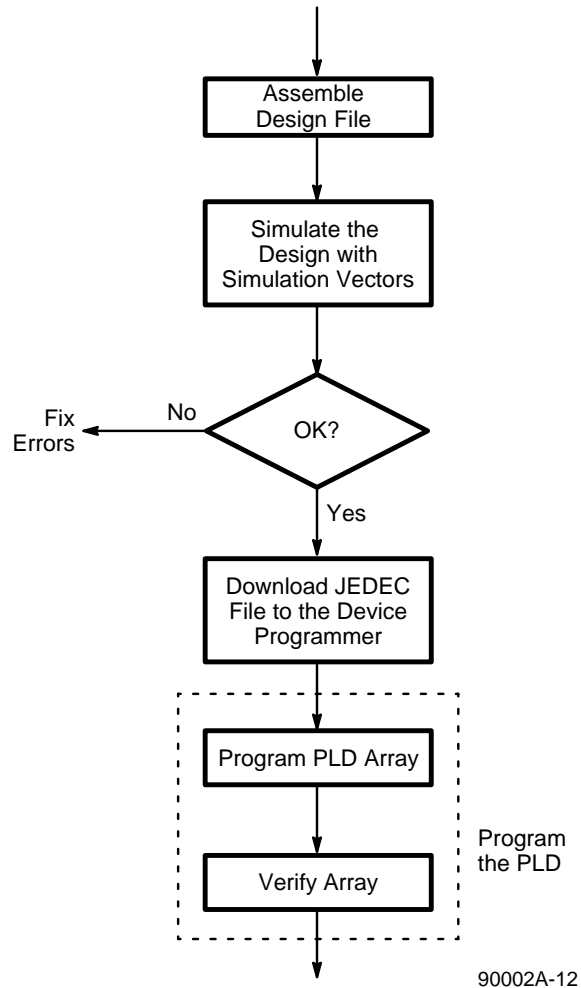 Assemble
Design File
Simulate the
Design with
Simulation Vectors
OK?
No
Fix
Errors
Yes
Download JEDEC
File to the Device
Programmer
Program PLD Array
Verify Array
Program
the PLD
90002A-12